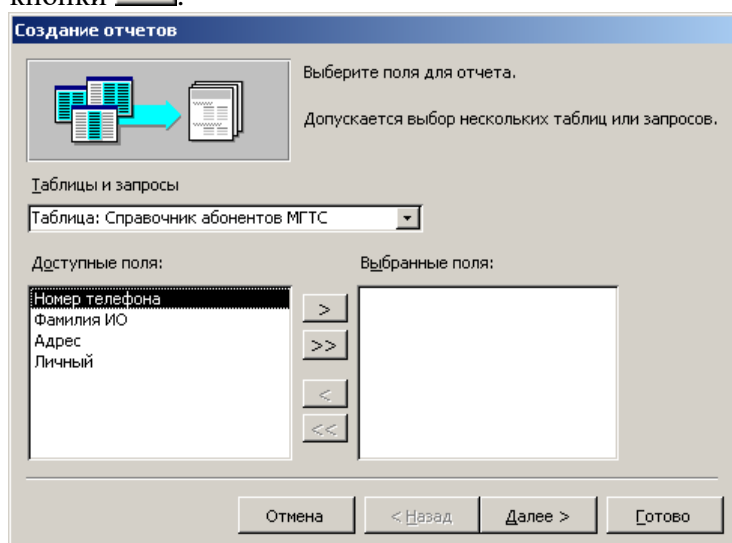 кнопки
Создание отчетов
Выберите поля для отчета.
Допускается выбор нескольких таблиц или запросов.
Таблицы и запросы
Таблица: Справочник абонентов МГТС
Доступные поля:
Выбранные поля:
Номер телефона
Фамилия ИО
Адрес
Личный
>
>>
<
<<
Отмена
< Назад
Далее >
Готово